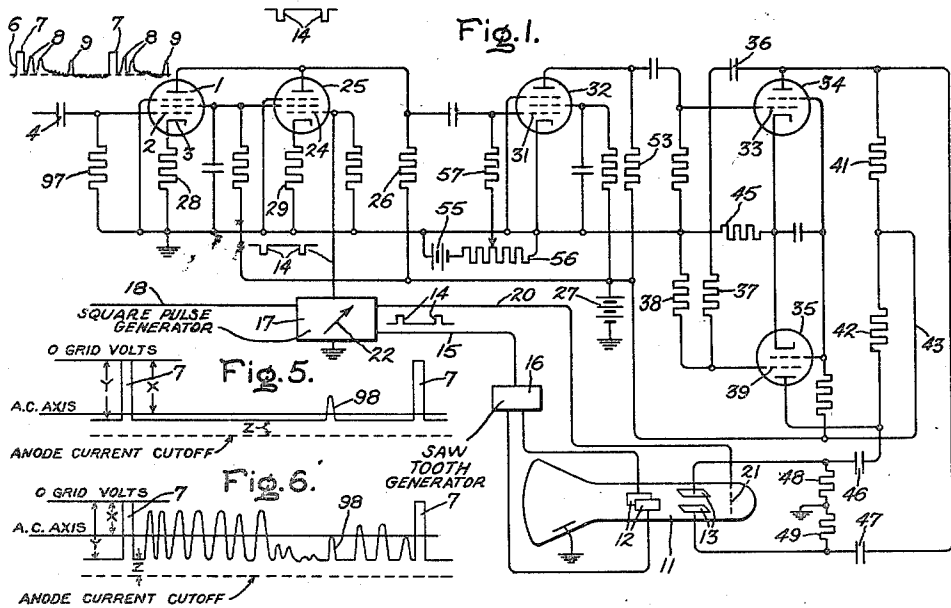 14
Fig.1.
6 7 8 9 7 8 9
1
25
32
36
34
4
2
3
24
31
33
97
28
29
26
57
53
41
45
55
56
14
18
SQUARE PULSE
GENERATOR
17
22
14
15
20
27
38
37
35
39
42
43
O GRID VOLTS
Fig.5.
7
Y
X
98
7
A.C. AXIS
Z
ANODE CURRENT CUTOFF
16
SAW
TOOTH
GENERATOR
Fig.6.
O GRID VOLTS
7
X
98
7
A.C. AXIS
Y
Z
ANODE CURRENT CUTOFF
21
12
13
11
48
49
46
47